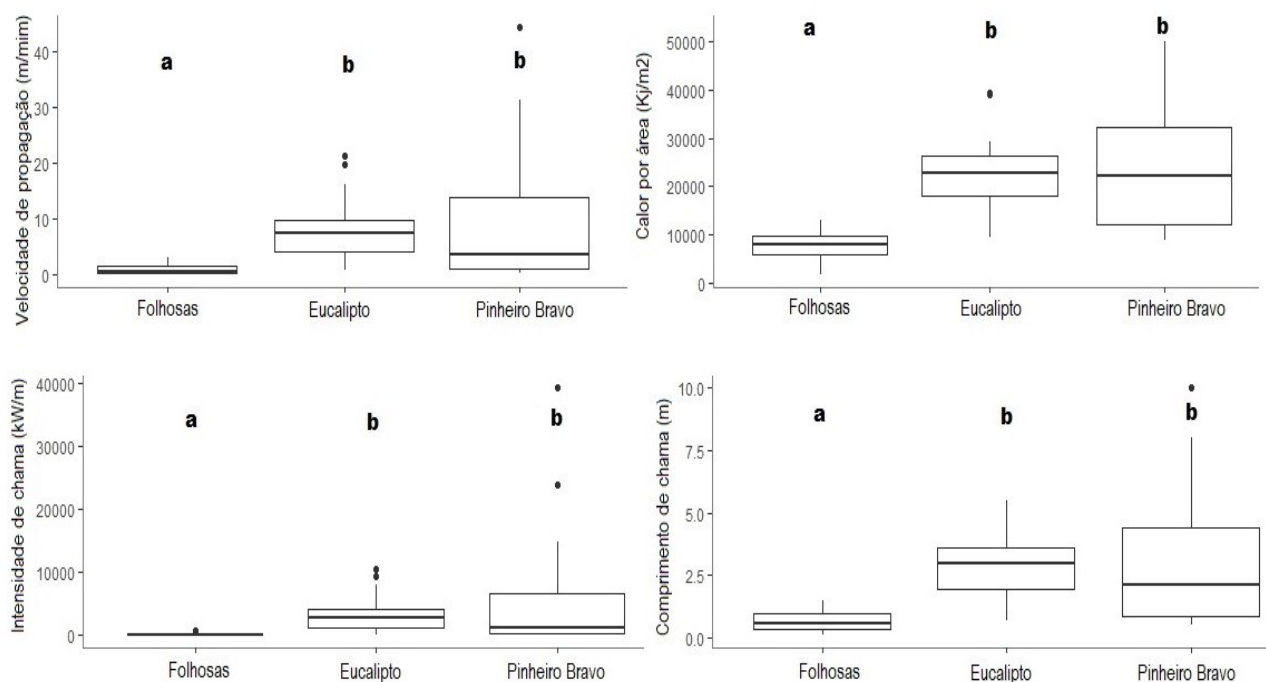 Velocidade de propagação (m/mim)
40
30
20
10
0
a
b
b
Folhosas
Eucalipto
Pinheiro Bravo
Calor por área (Kj/m2)
50000
40000
30000
20000
10000
0
a
b
b
Folhosas
Eucalipto
Pinheiro Bravo
Intensidade de chama (kW/m)
40000
30000
20000
10000
0
a
b
b
Folhosas
Eucalipto
Pinheiro Bravo
Comprimento de chama (m)
10.0
7.5
5.0
2.5
0.0
a
b
b
Folhosas
Eucalipto
Pinheiro Bravo